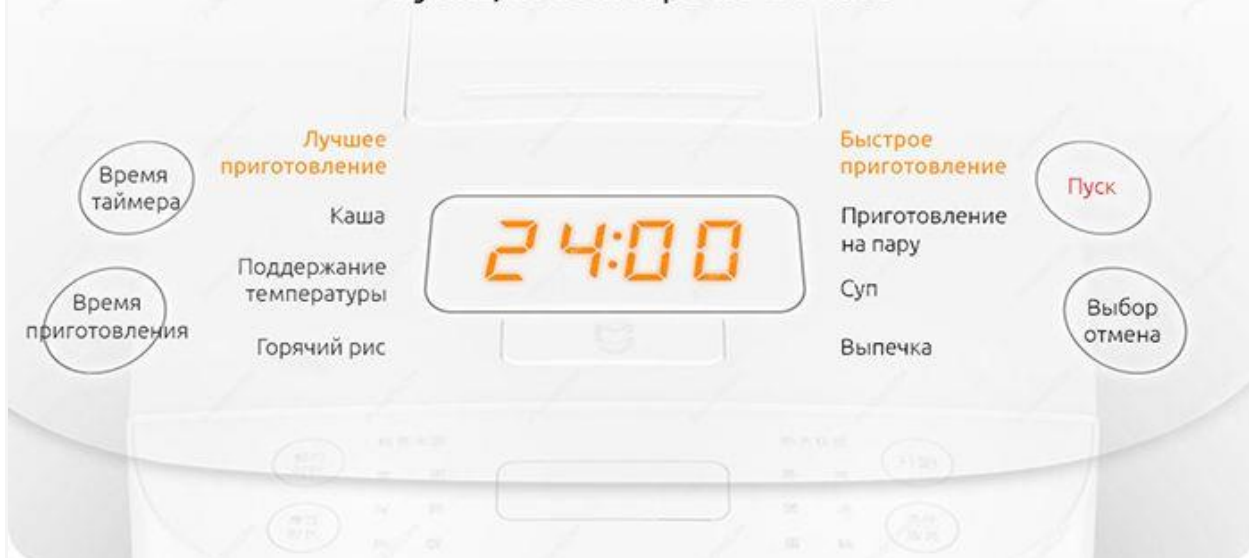 Время
таймера
Время
приготовления
Лучшее
приготовление
Каша
Поддержание
температуры
Горячий рис
24:00
Быстрое
приготовление
Приготовление
на пару
Суп
Выпечка
Пуск
Выбор
отмена